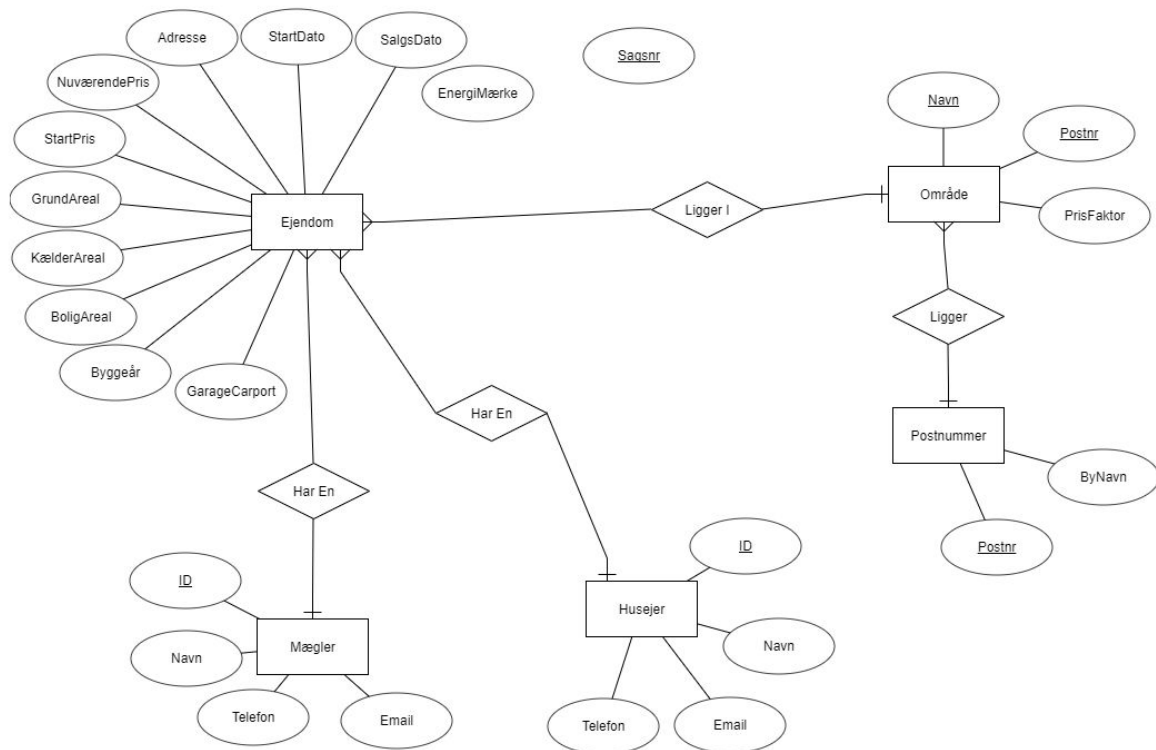 Adresse
StartDato
SalgsDato
Sagsnr
NuværendePris
EnergiMærke
Navn
StartPris
Postnr
GrundAreal
Ejendom
Ligger I
Område
PrisFaktor
KælderAreal
BoligAreal
Ligger
Byggeår
GarageCarport
Har En
Postnummer
ByNavn
Har En
Postnr
ID
ID
Husejer
Mægler
Navn
Navn
Telefon
Email
Telefon
Email